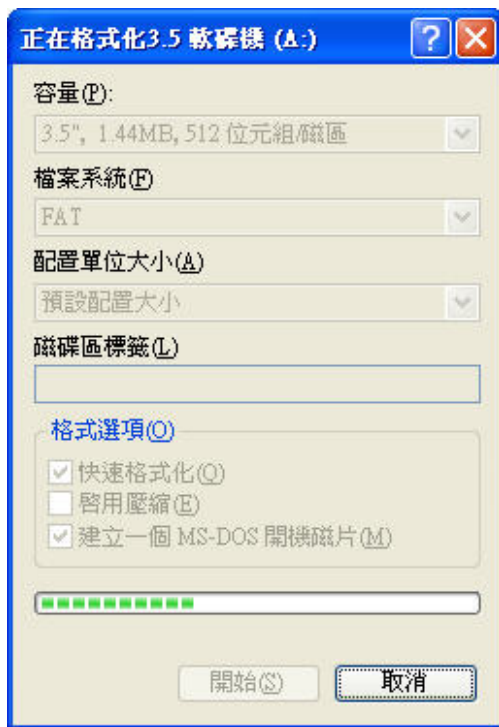 正在格式化3.5 軟碟機 (A:)
容量(P):
3.5", 1.44MB, 512 位元組/磁區
檔案系統(F)
FAT
配置單位大小(A)
預設配置大小
磁碟區標籤(L)
格式選項(O)
快速格式化(Q)
啓用壓縮(E)
建立一個 MS-DOS 開機磁片(M)
開始(S)
取消